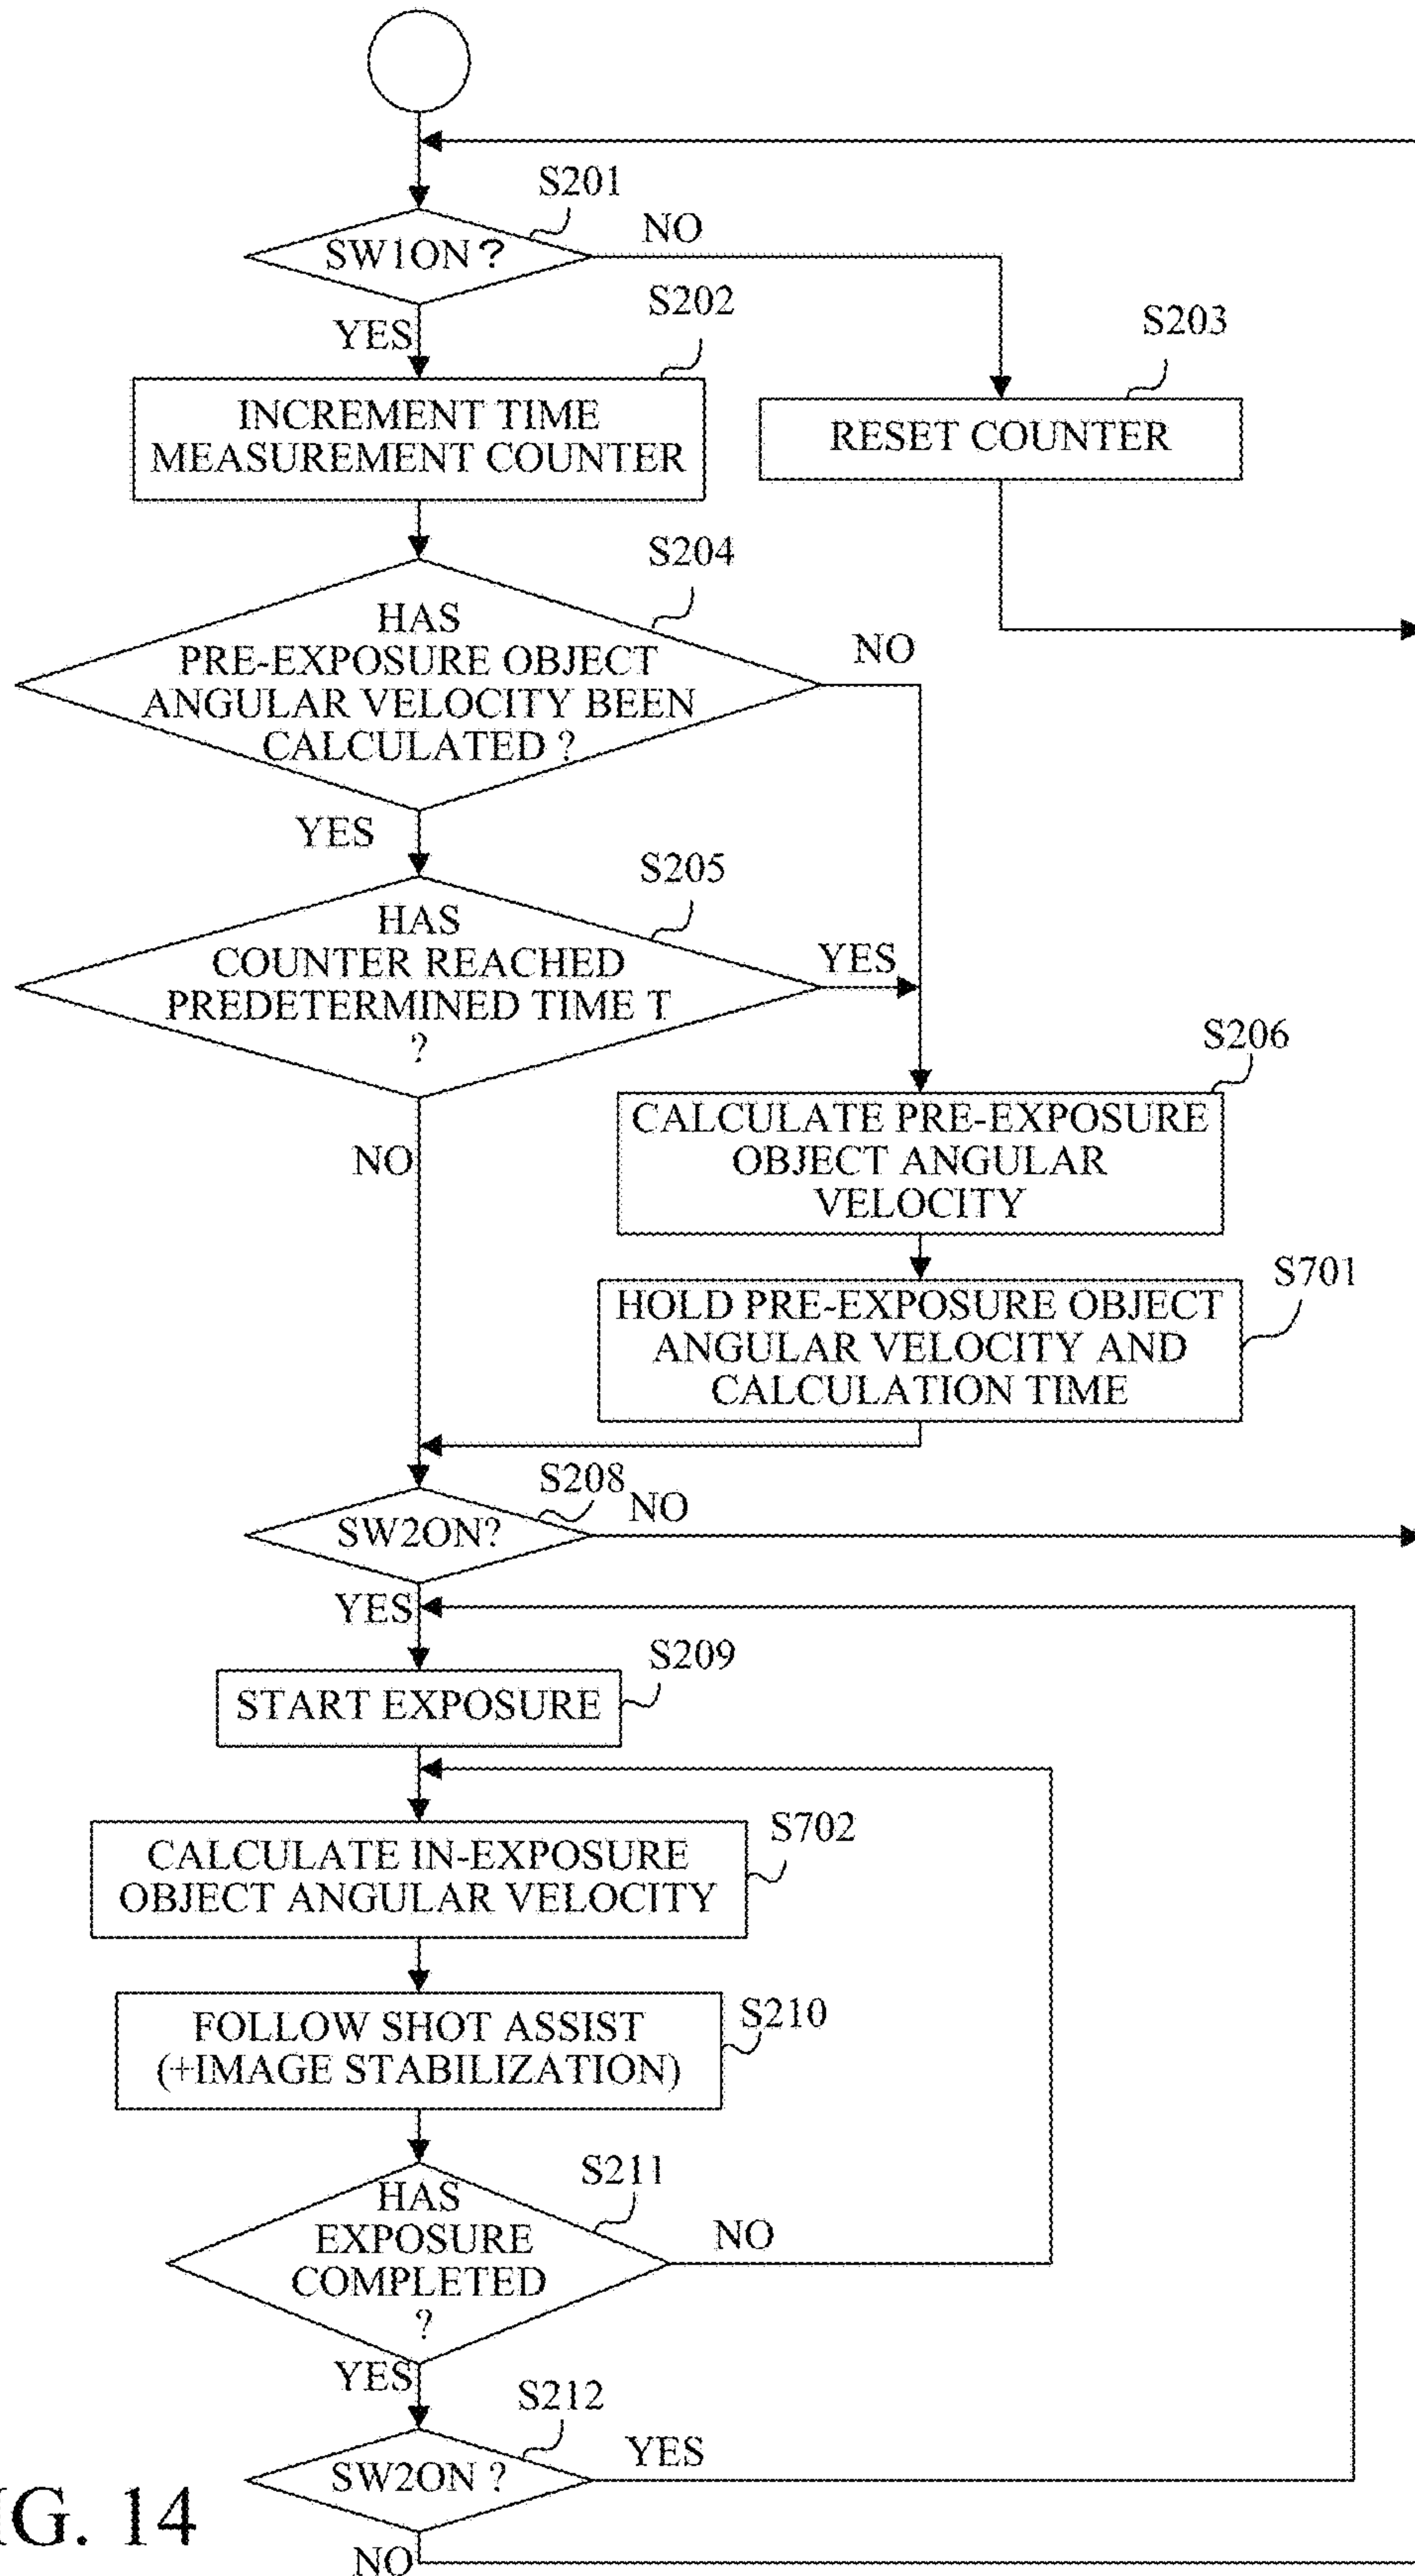 S201
SW1ON?
NO
YES
S202
INCREMENT TIME
MEASUREMENT COUNTER
S203
RESET COUNTER
S204
HAS
PRE-EXPOSURE OBJECT
ANGULAR VELOCITY BEEN
CALCULATED ?
NO
YES
S205
HAS
COUNTER REACHED
PREDETERMINED TIME T
?
YES
NO
S206
CALCULATE PRE-EXPOSURE
OBJECT ANGULAR
VELOCITY
S701
HOLD PRE-EXPOSURE OBJECT
ANGULAR VELOCITY AND
CALCULATION TIME
S208
SW2ON?
NO
YES
S209
START EXPOSURE
S702
CALCULATE IN-EXPOSURE
OBJECT ANGULAR VELOCITY
S210
FOLLOW SHOT ASSIST
(+IMAGE STABILIZATION)
S211
HAS
EXPOSURE
COMPLETED
?
NO
YES
S212
SW2ON ?
YES
NO
IG. 14